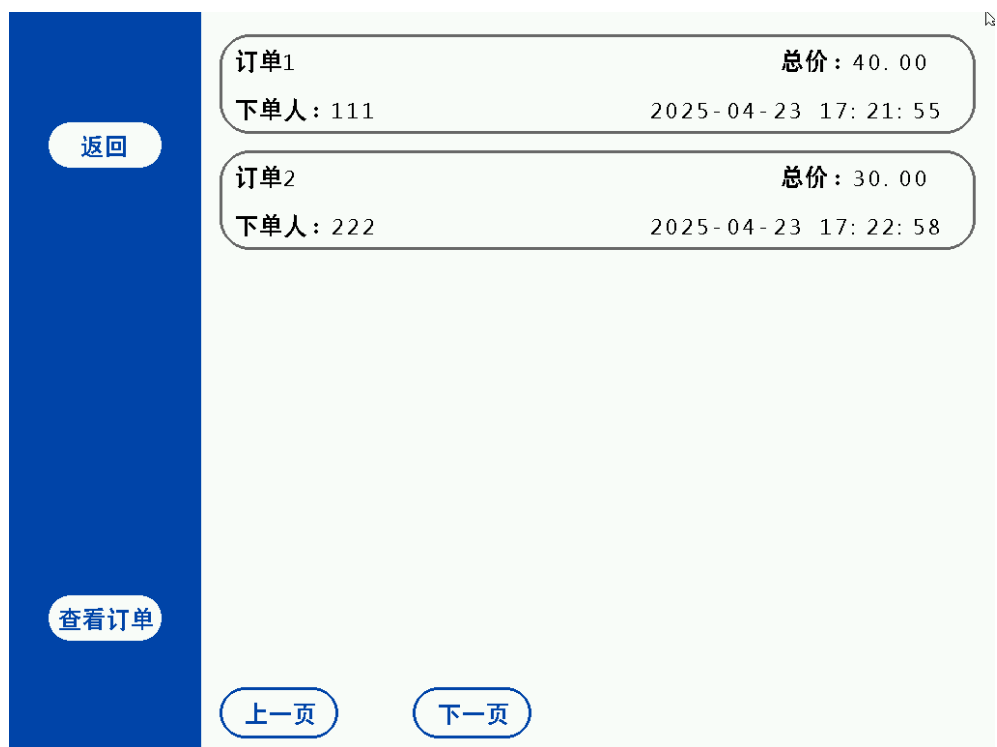 订单1 总价：40.00
下单人：111 2025-04-23 17:21:55
返回
订单2 总价：30.00
下单人：222 2025-04-23 17:22:58
查看订单
上一页 下一页